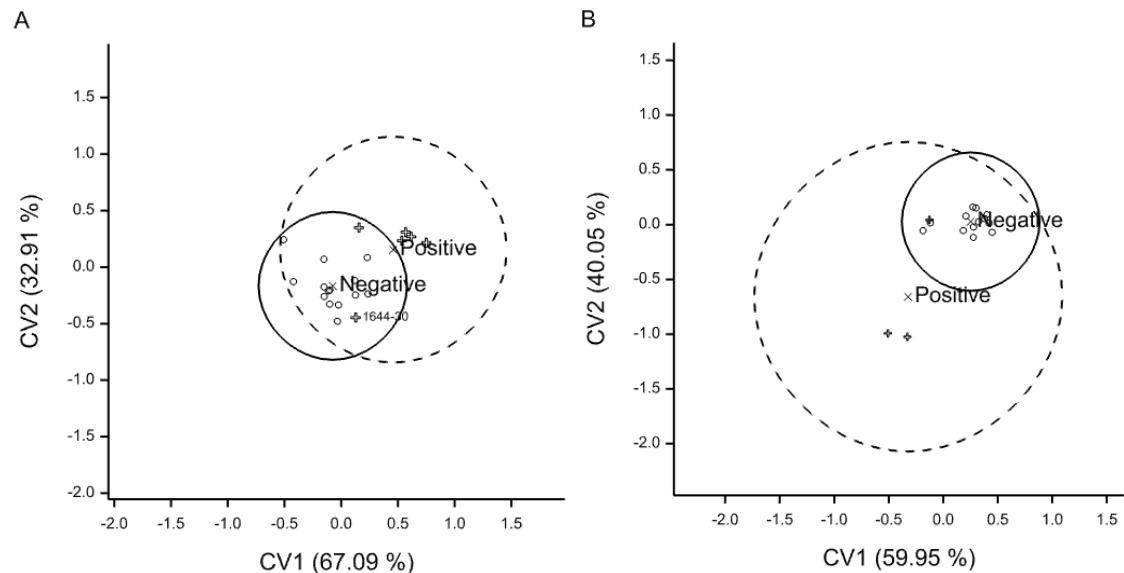 A
1.5
1.0
0.5
0.0
-0.5
-1.0
-1.5
-2.0
CV2 (32.91 %)
Positive
Negative
1644-30
-2.0 -1.5 -1.0 -0.5 0.0 0.5 1.0 1.5
CV1 (67.09 %)
B
1.5
1.0
0.5
0.0
-0.5
-1.0
-1.5
-2.0
CV2 (40.05 %)
Negative
Positive
-2.0 -1.5 -1.0 -0.5 0.0 0.5 1.0 1.5
CV1 (59.95 %)